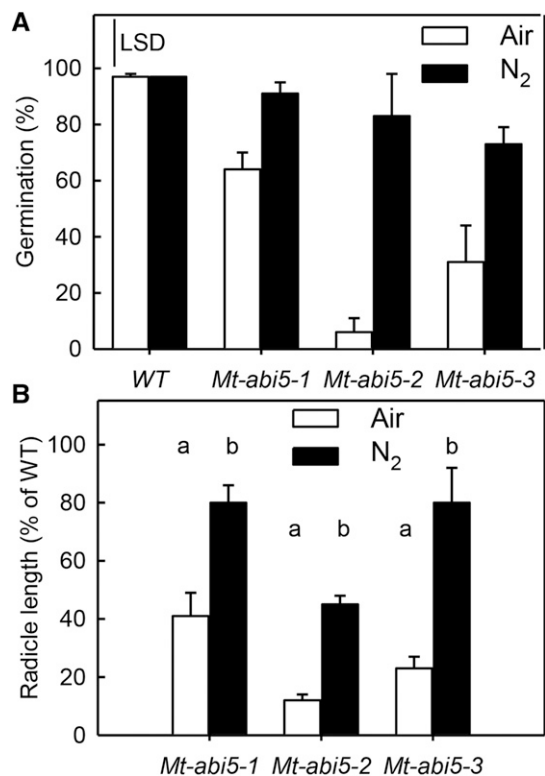 A
LSD
Air
N₂
Germination (%)
100
80
60
40
20
0
WT Mt-abi5-1 Mt-abi5-2 Mt-abi5-3
B
Air
N₂
Radicle length (% of WT)
100
80
60
40
20
0
a b a b a b
Mt-abi5-1 Mt-abi5-2 Mt-abi5-3